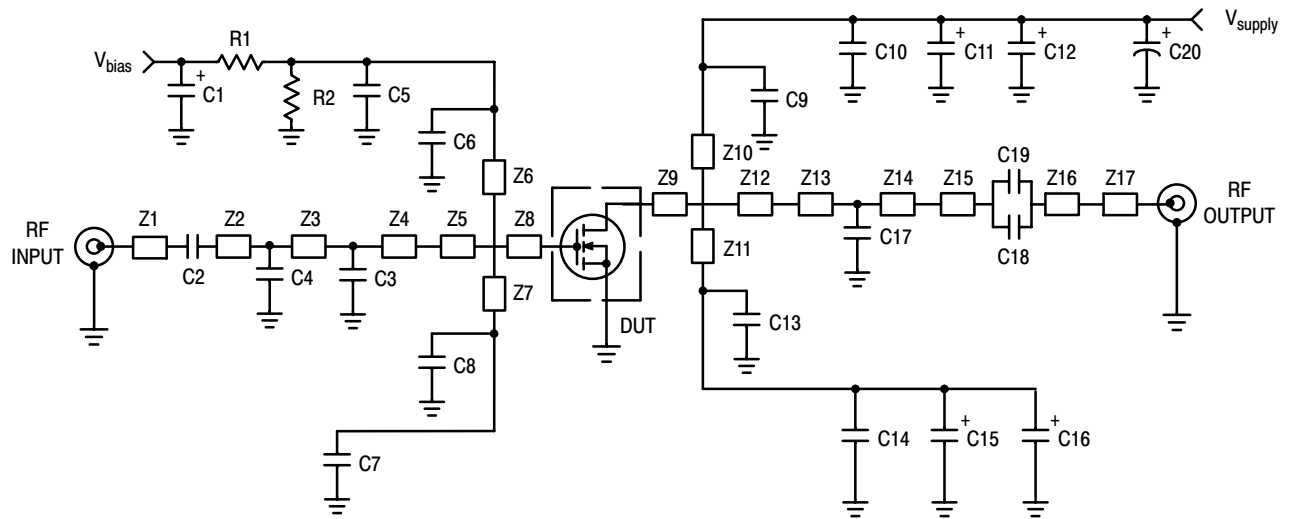 V_supply
+
+
+
C10
C11
C12
C20
V_bias
R1
+
C1
R2
C5
C9
C6
Z10
C19
Z6
Z9
Z12
Z13
Z14
Z15
Z16
Z17
RF
OUTPUT
RF
INPUT
Z1
Z2
Z3
Z4
Z5
Z8
C17
C18
Z11
C2
C4
C3
Z7
DUT
C13
C8
+
+
C14
C15
C16
C7